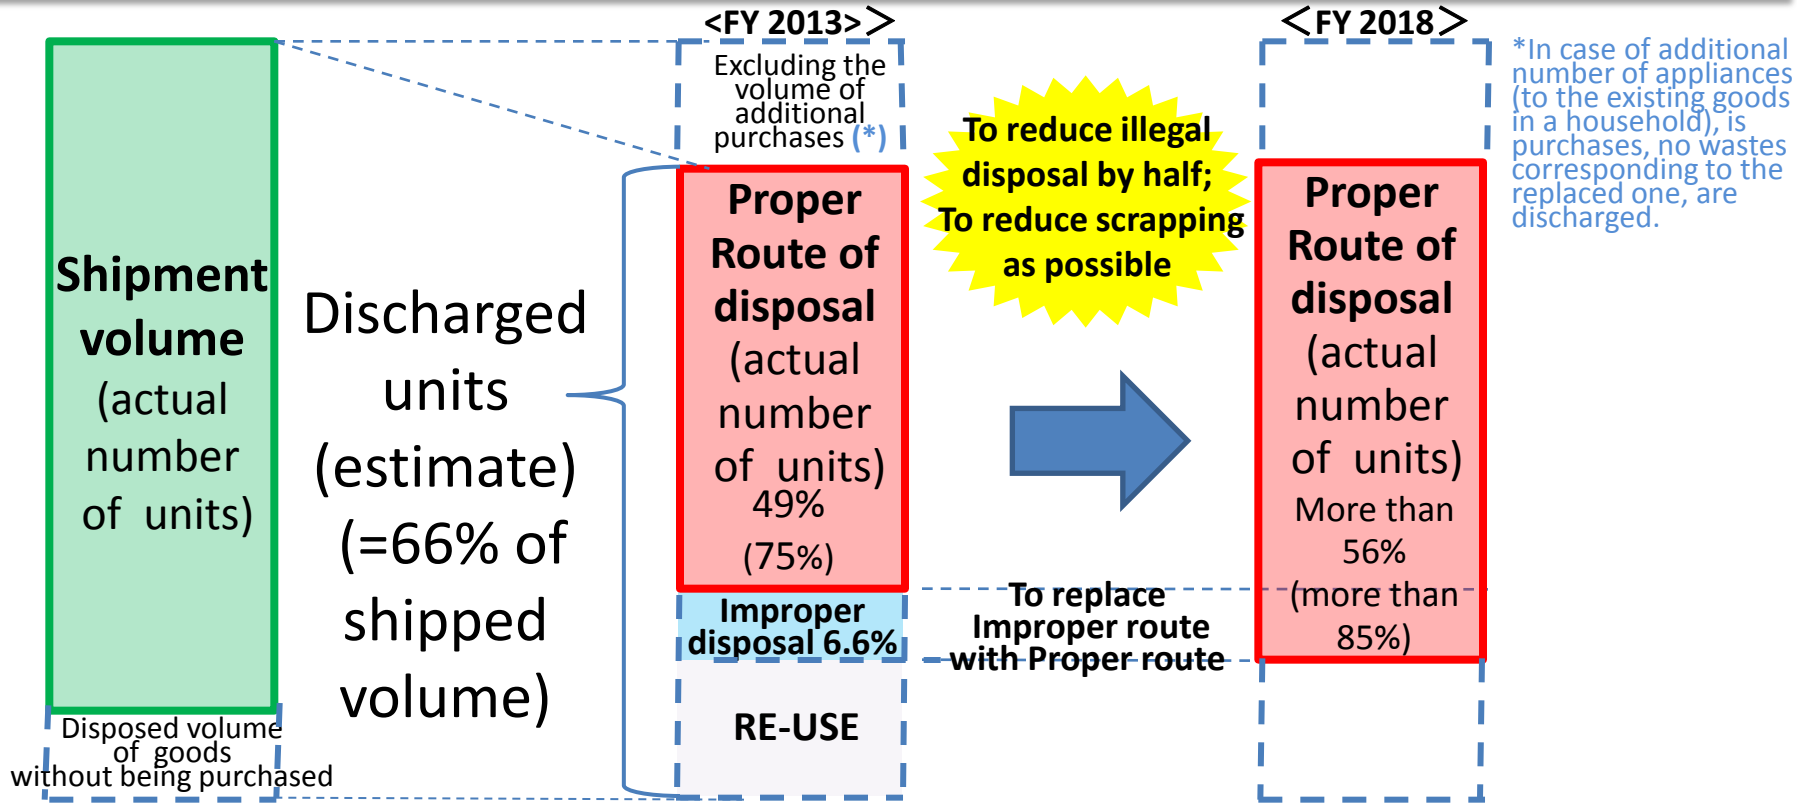 <FY 2013>＞
＜FY 2018＞
Shipment
volume
(actual
number
of units)
Disposed volume
of goods
without being purchased
Discharged
units
(estimate)
(=66% of
shipped
volume)
Excluding the
volume of
additional
purchases (*)
Proper
Route of
disposal
(actual
number
of units)
49%
(75%)
Improper
disposal 6.6%
RE-USE
To reduce illegal
disposal by half;
To reduce scrapping
as possible
To replace
Improper route
with Proper route
Proper
Route of
disposal
(actual
number
of units)
More than
56%
(more than
85%)
*In case of additional
number of appliances
(to the existing goods
in a household), is
purchases, no wastes
corresponding to the
replaced one, are
discharged.